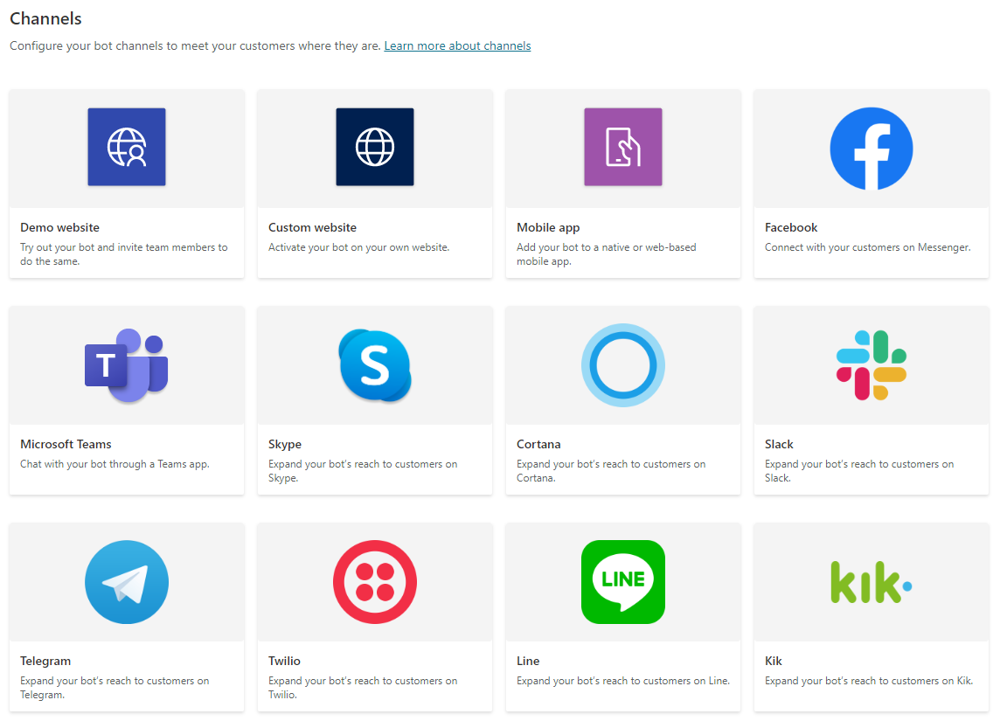 Channels
Configure your bot channels to meet your customers where they are. Learn more about channels
Demo website
Try out your bot and invite team members to
do the same.
Custom website
Activate your bot on your own website.
Mobile app
Add your bot to a native or web-based
mobile app.
Facebook
Connect with your customers on Messenger.
T
Microsoft Teams
Chat with your bot through a Teams app.
S
Skype
Expand your bot's reach to customers on
Skype.
Cortana
Expand your bot's reach to customers on
Cortana.
Slack
Expand your bot's reach to customers on
Slack.
Telegram
Expand your bot's reach to customers on
Telegram.
Twilio
Expand your bot's reach to customers on
Twilio.
LINE
Line
Expand your bot's reach to customers on Line.
kik.
Kik
Expand your bot's reach to customers on Kik.